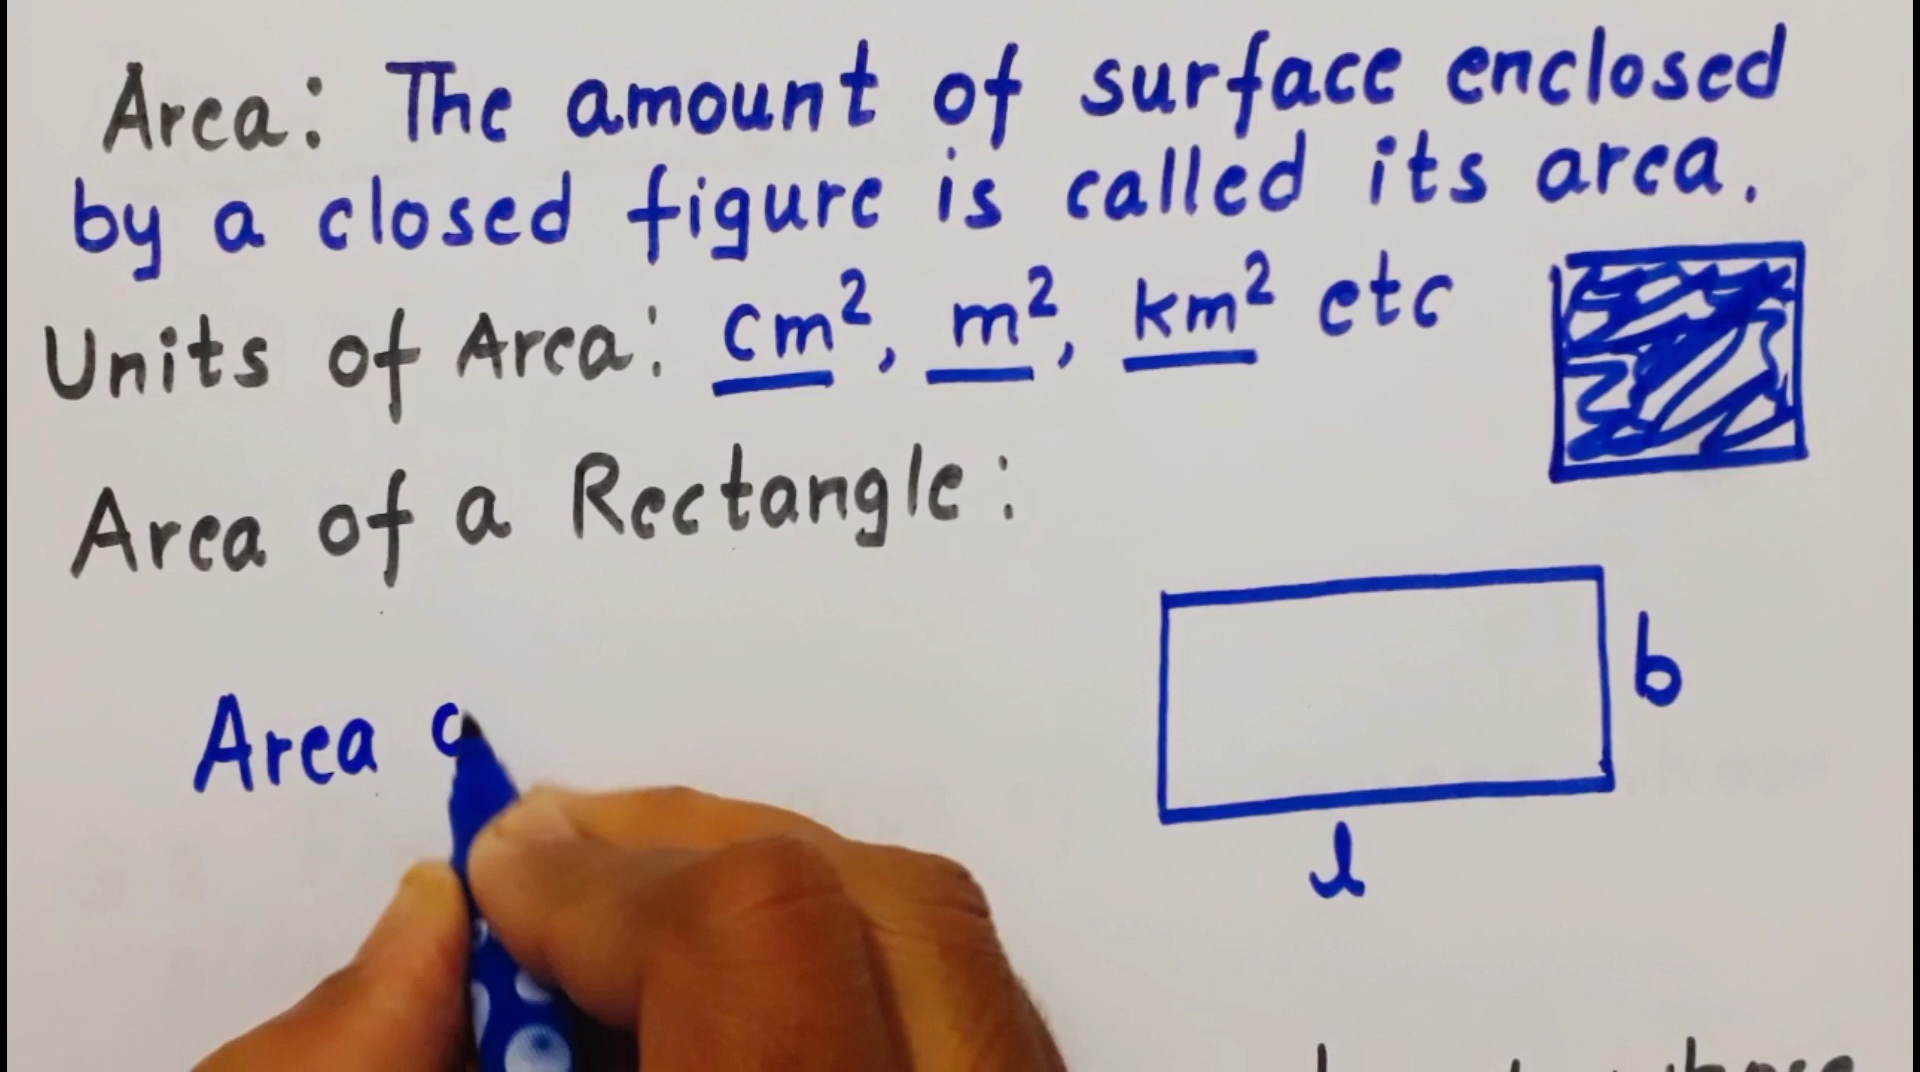 Area: The amount of surface enclosed
by a closed figure is called its area.
Units of Area: cm², m², km² etc
Area of a Rectangle:
b
Area
l